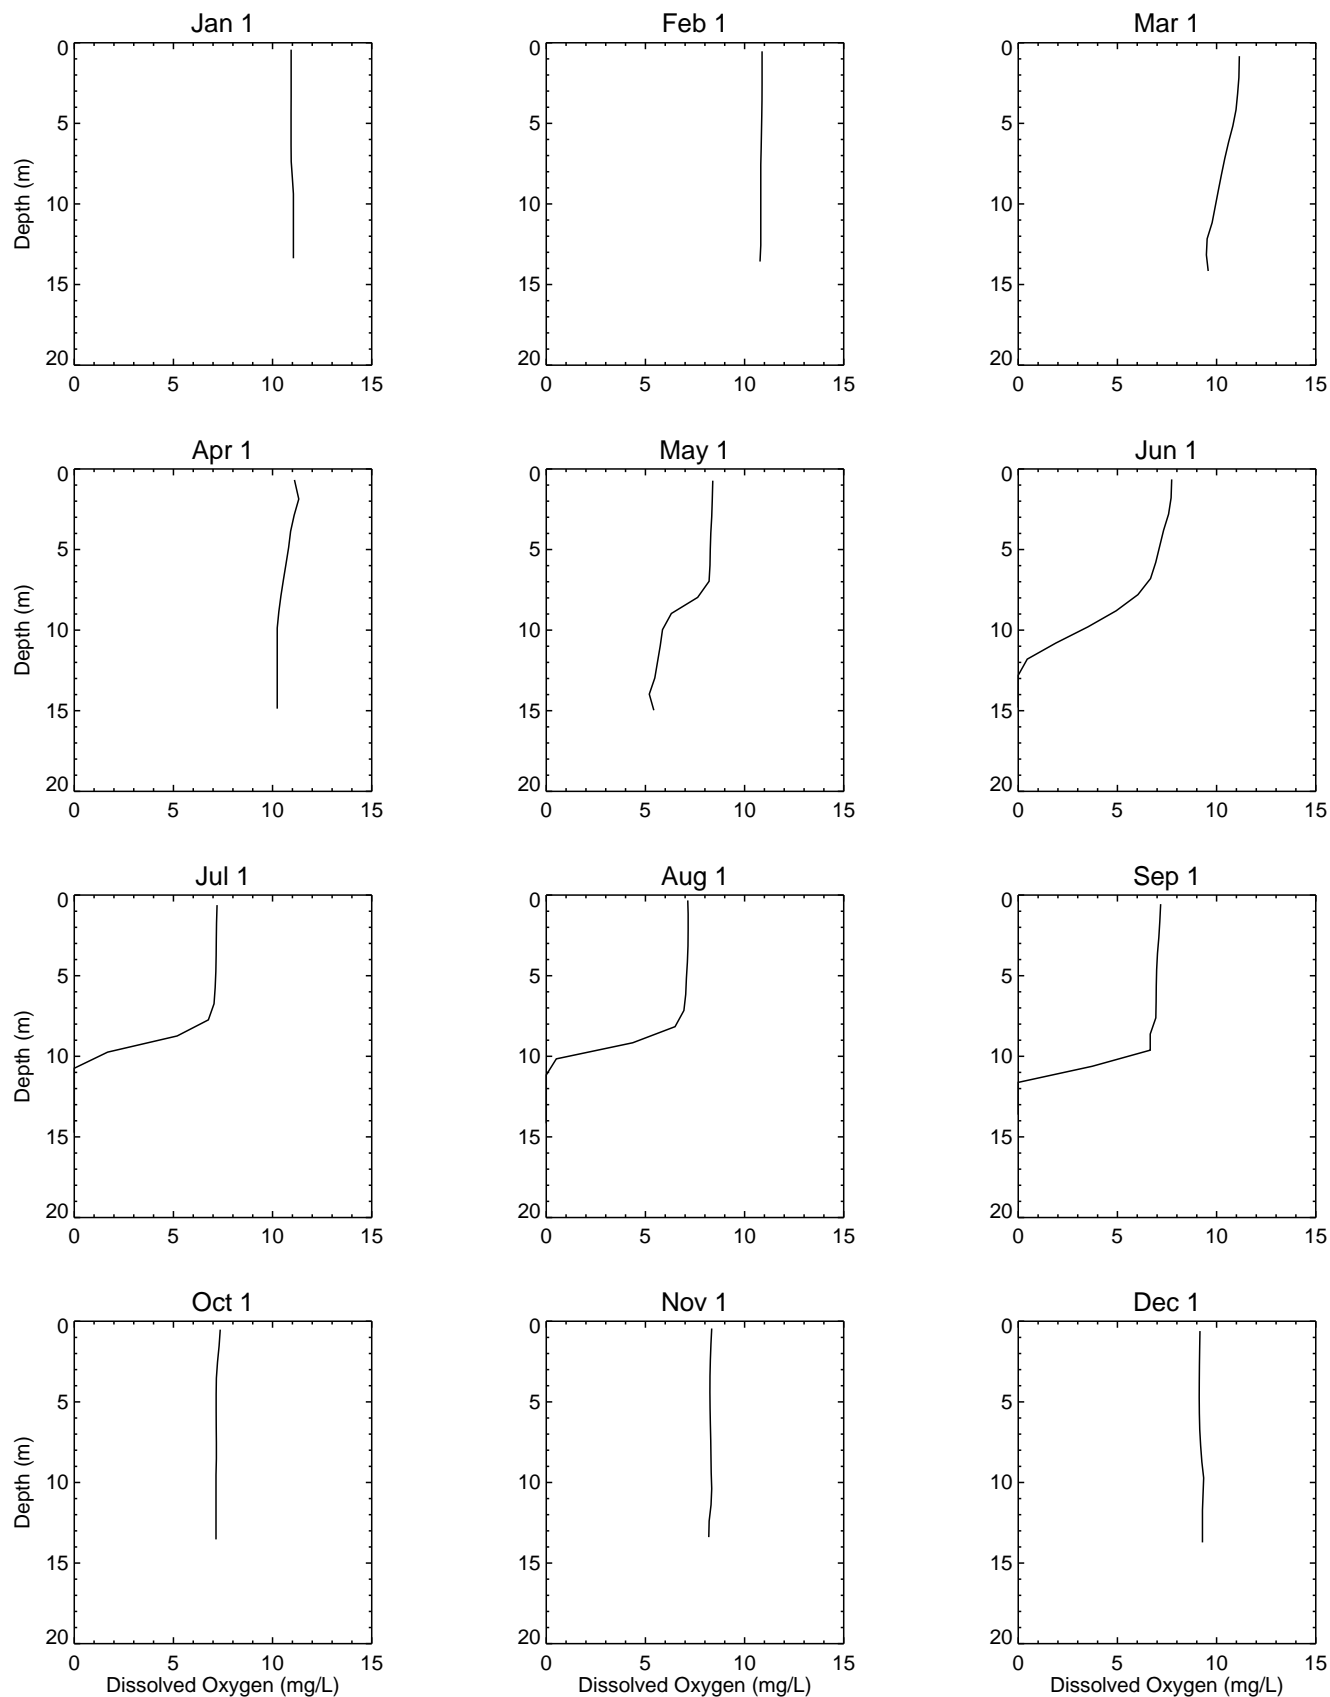 Jan 1 Feb 1 Mar 1
0 0 0
5 5 5
10 10 10
15 15 15
20 20 20
0 5 10 15 0 5 10 15 0 5 10 15
Depth (m)
Apr 1 May 1 Jun 1
0 0 0
5 5 5
10 10 10
15 15 15
20 20 20
0 5 10 15 0 5 10 15 0 5 10 15
Depth (m)
Jul 1 Aug 1 Sep 1
0 0 0
5 5 5
10 10 10
15 15 15
20 20 20
0 5 10 15 0 5 10 15 0 5 10 15
Depth (m)
Oct 1 Nov 1 Dec 1
0 0 0
5 5 5
10 10 10
15 15 15
20 20 20
0 5 10 15 0 5 10 15 0 5 10 15
Depth (m)
Dissolved Oxygen (mg/L) Dissolved Oxygen (mg/L) Dissolved Oxygen (mg/L)